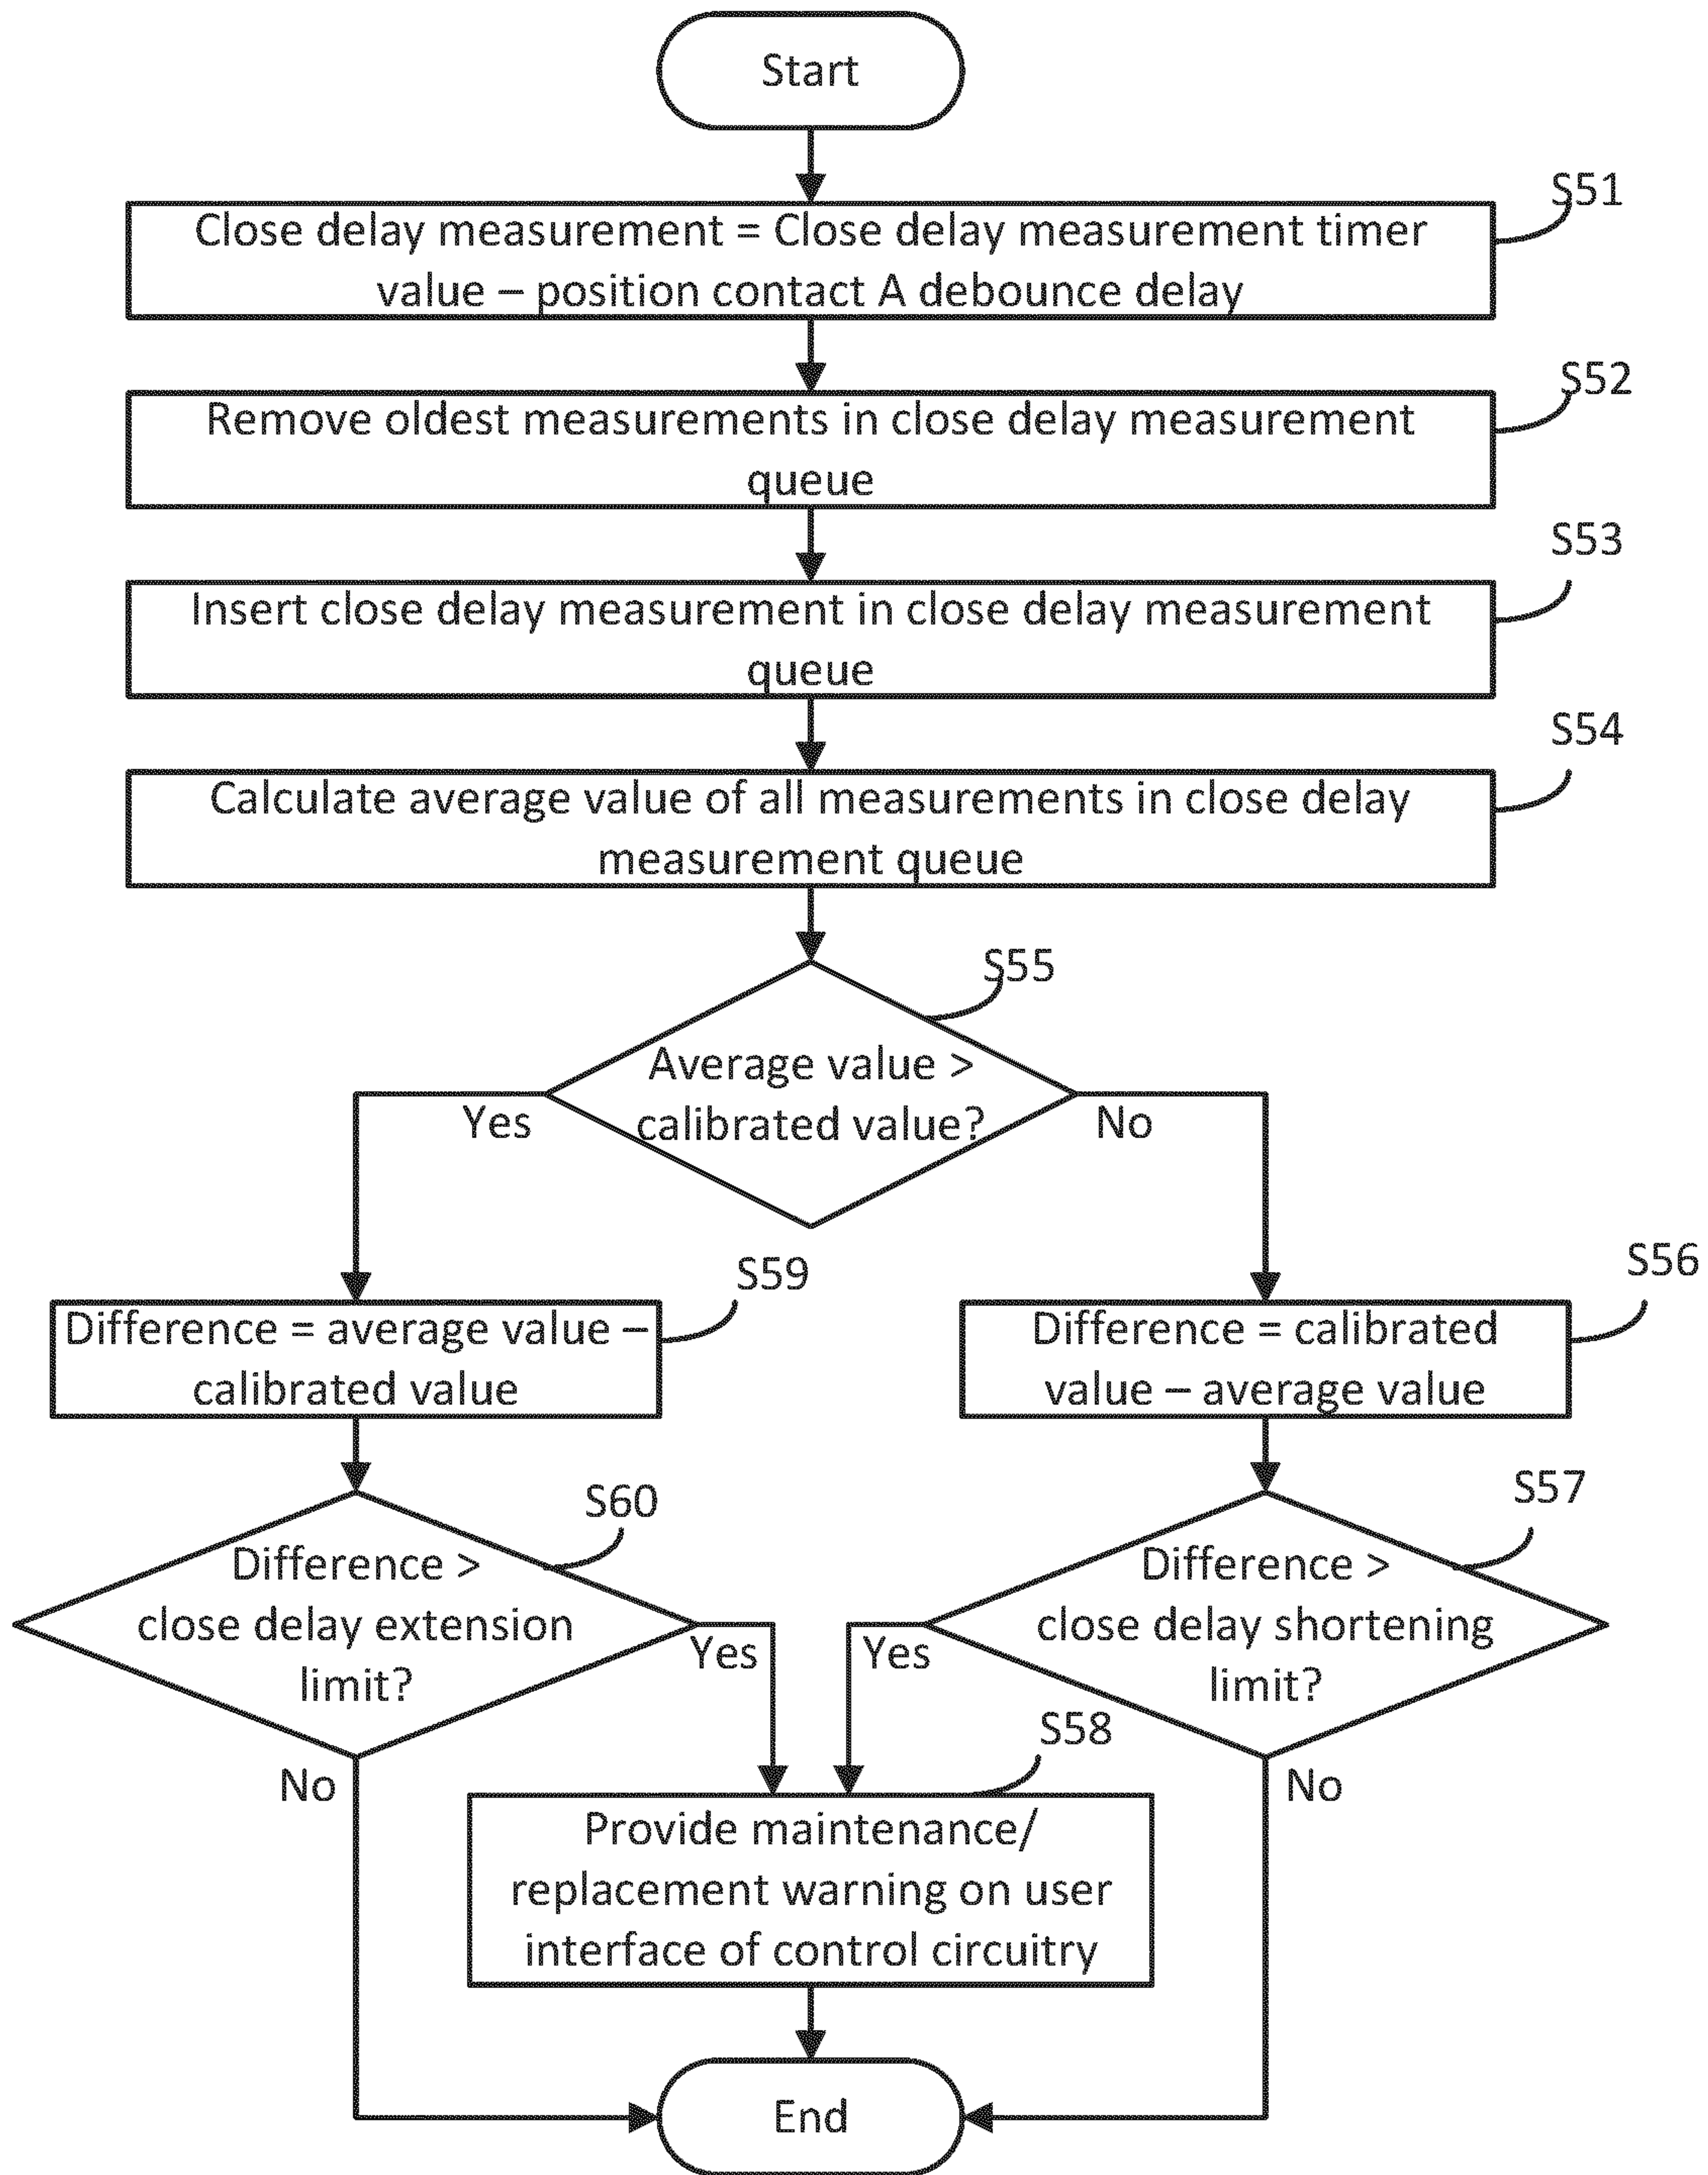 Start
S51
Close delay measurement = Close delay measurement timer
value – position contact A debounce delay
S52
Remove oldest measurements in close delay measurement
queue
S53
Insert close delay measurement in close delay measurement
queue
S54
Calculate average value of all measurements in close delay
measurement queue
S55
Average value >
calibrated value?
Yes
No
S59
Difference = average value –
calibrated value
S56
Difference = calibrated
value – average value
S60
Difference >
close delay extension
limit?
Yes
No
S57
Difference >
close delay shortening
limit?
Yes
No
S58
Provide maintenance/
replacement warning on user
interface of control circuitry
End